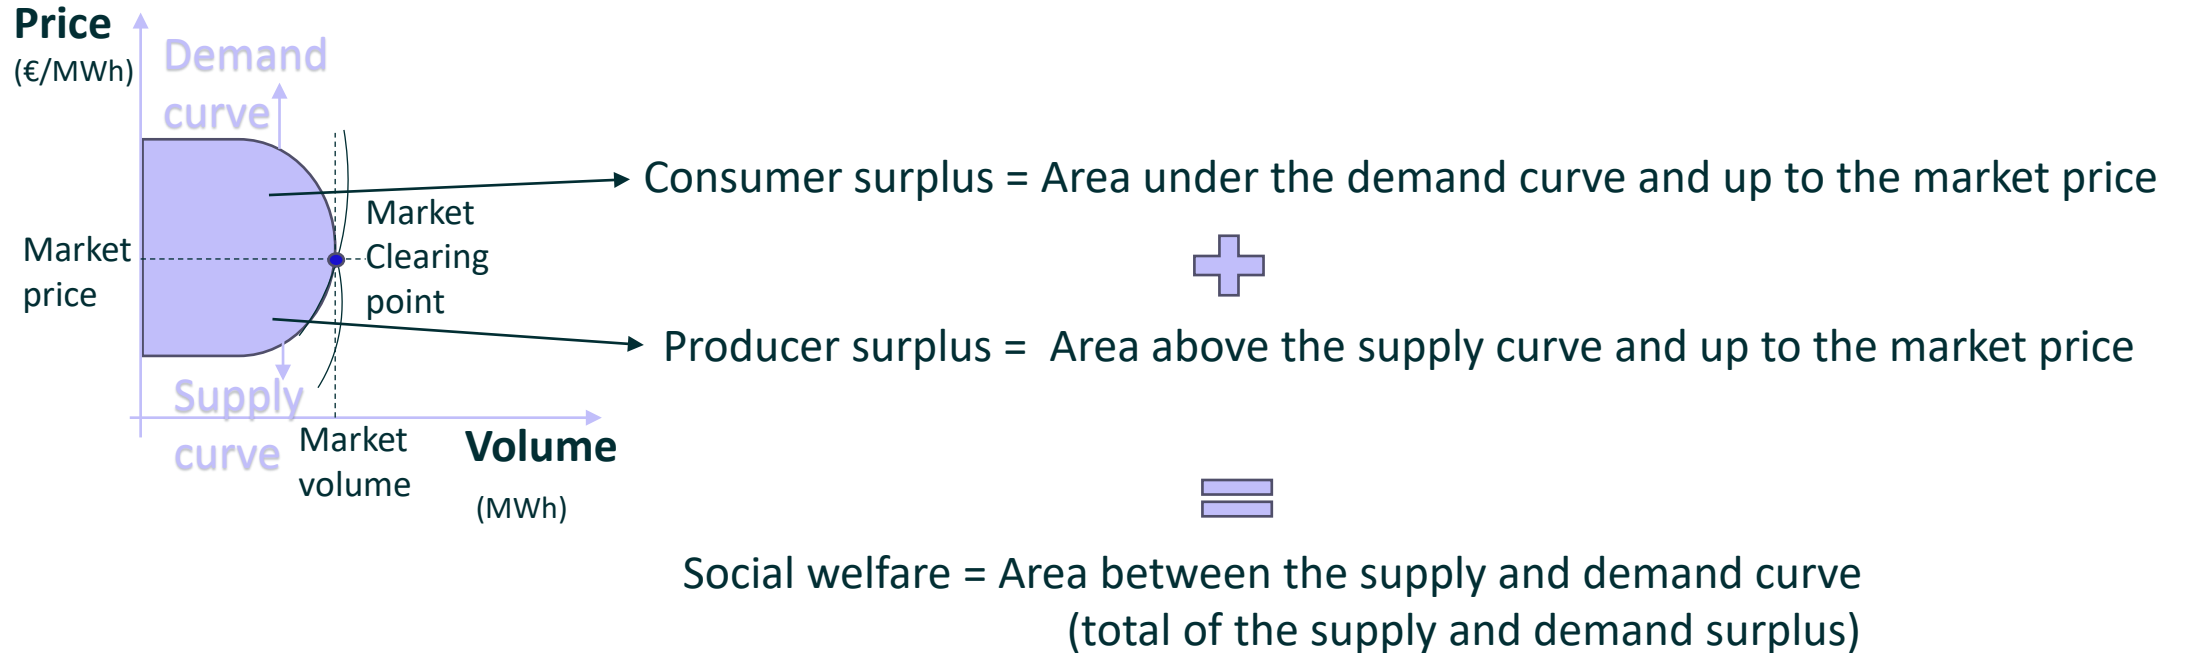 Price
(€/MWh)
Demand
curve
Consumer surplus = Area under the demand curve and up to the market price
Market
Clearing
point
Market
price
Producer surplus =  Area above the supply curve and up to the market price
Supply
curve
Market
volume
Volume
(MWh)
Social welfare = Area between the supply and demand curve
(total of the supply and demand surplus)